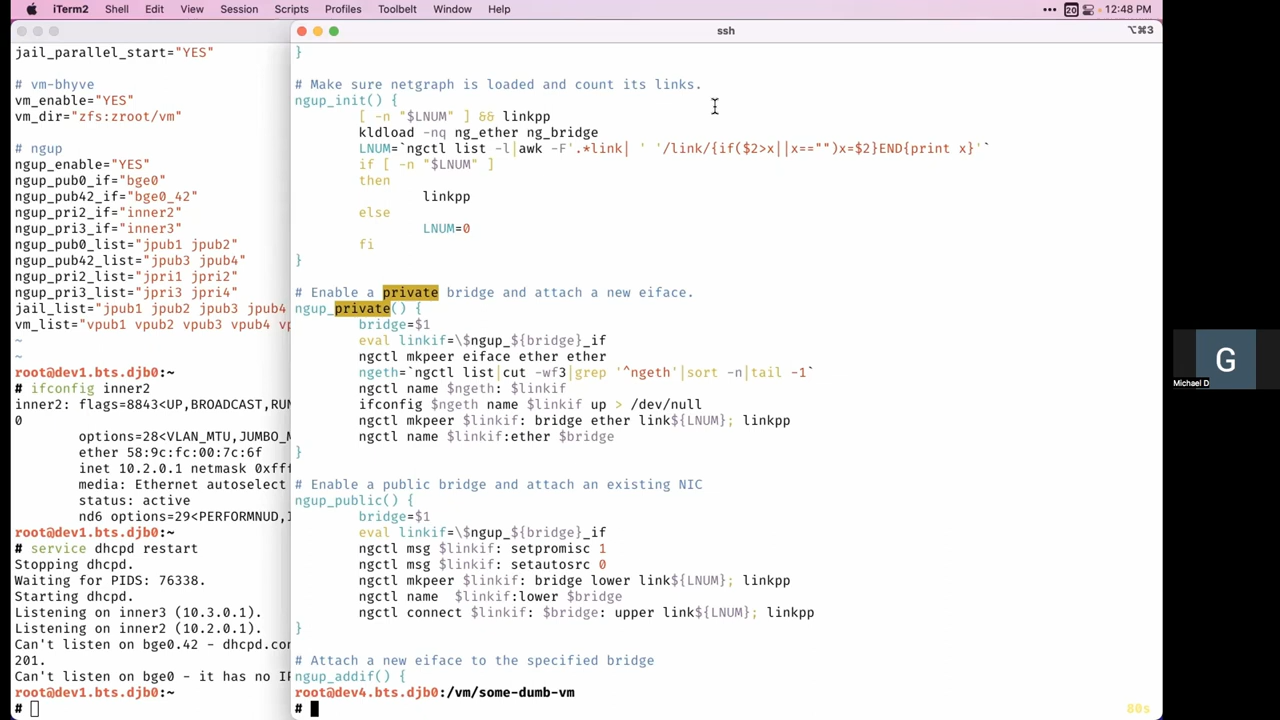 iTerm2 Shell Edit View Session Scripts Profiles Toolbelt Window Help 20 12:48 PM
ssh ⌥⌘3
jail_parallel_start="YES"
# vm-bhyve
vm_enable="YES"
vm_dir="zfs:zroot/vm"
# ngup
ngup_enable="YES"
ngup_pub0_if="bge0"
ngup_pub42_if="bge0_42"
ngup_pri2_if="inner2"
ngup_pri3_if="inner3"
ngup_pub0_list="jpub1 jpub2"
ngup_pub42_list="jpub3 jpub4"
ngup_pri2_list="jpri1 jpri2"
ngup_pri3_list="jpri3 jpri4"
jail_list="jpub1 jpub2 jpub3 jpub4
vm_list="vpub1 vpub2 vpub3 vpub4 vp
~
~
root@dev1.bts.djb0:~
# ifconfig inner2
inner2: flags=8843<UP,BROADCAST,RUN
0
options=28<VLAN_MTU,JUMBO_M
ether 58:9c:fc:00:7c:6f
inet 10.2.0.1 netmask 0xfff
media: Ethernet autoselect
status: active
nd6 options=29<PERFORMNUD,I
root@dev1.bts.djb0:~
# service dhcpd restart
Stopping dhcpd.
Waiting for PIDS: 76338.
Starting dhcpd.
Listening on inner3 (10.3.0.1).
Listening on inner2 (10.2.0.1).
Can't listen on bge0.42 - dhcpd.con
201.
Can't listen on bge0 - it has no IP
root@dev1.bts.djb0:~
#
}
# Make sure netgraph is loaded and count its links.
ngup_init() {
[ -n "$LNUM" ] && linkpp
kldload -nq ng_ether ng_bridge
LNUM=`ngctl list -l|awk -F'.*link| ' '/link/{if($2>x||x=="")x=$2}END{print x}'`
if [ -n "$LNUM" ]
then
linkpp
else
LNUM=0
fi
}
# Enable a private bridge and attach a new eiface.
ngup_private() {
bridge=$1
eval linkif=\$ngup_${bridge}_if
ngctl mkpeer eiface ether ether
ngeth=`ngctl list|cut -wf3|grep '^ngeth'|sort -n|tail -1`
ngctl name $ngeth: $linkif
ifconfig $ngeth name $linkif up > /dev/null
ngctl mkpeer $linkif: bridge ether link${LNUM}; linkpp
ngctl name $linkif:ether $bridge
}
# Enable a public bridge and attach an existing NIC
ngup_public() {
bridge=$1
eval linkif=\$ngup_${bridge}_if
ngctl msg $linkif: setpromisc 1
ngctl msg $linkif: setautosrc 0
ngctl mkpeer $linkif: bridge lower link${LNUM}; linkpp
ngctl name  $linkif:lower $bridge
ngctl connect $linkif: $bridge: upper link${LNUM}; linkpp
}
# Attach a new eiface to the specified bridge
ngup_addif() {
root@dev4.bts.djb0:/vm/some-dumb-vm
# 80s
G
Michael D